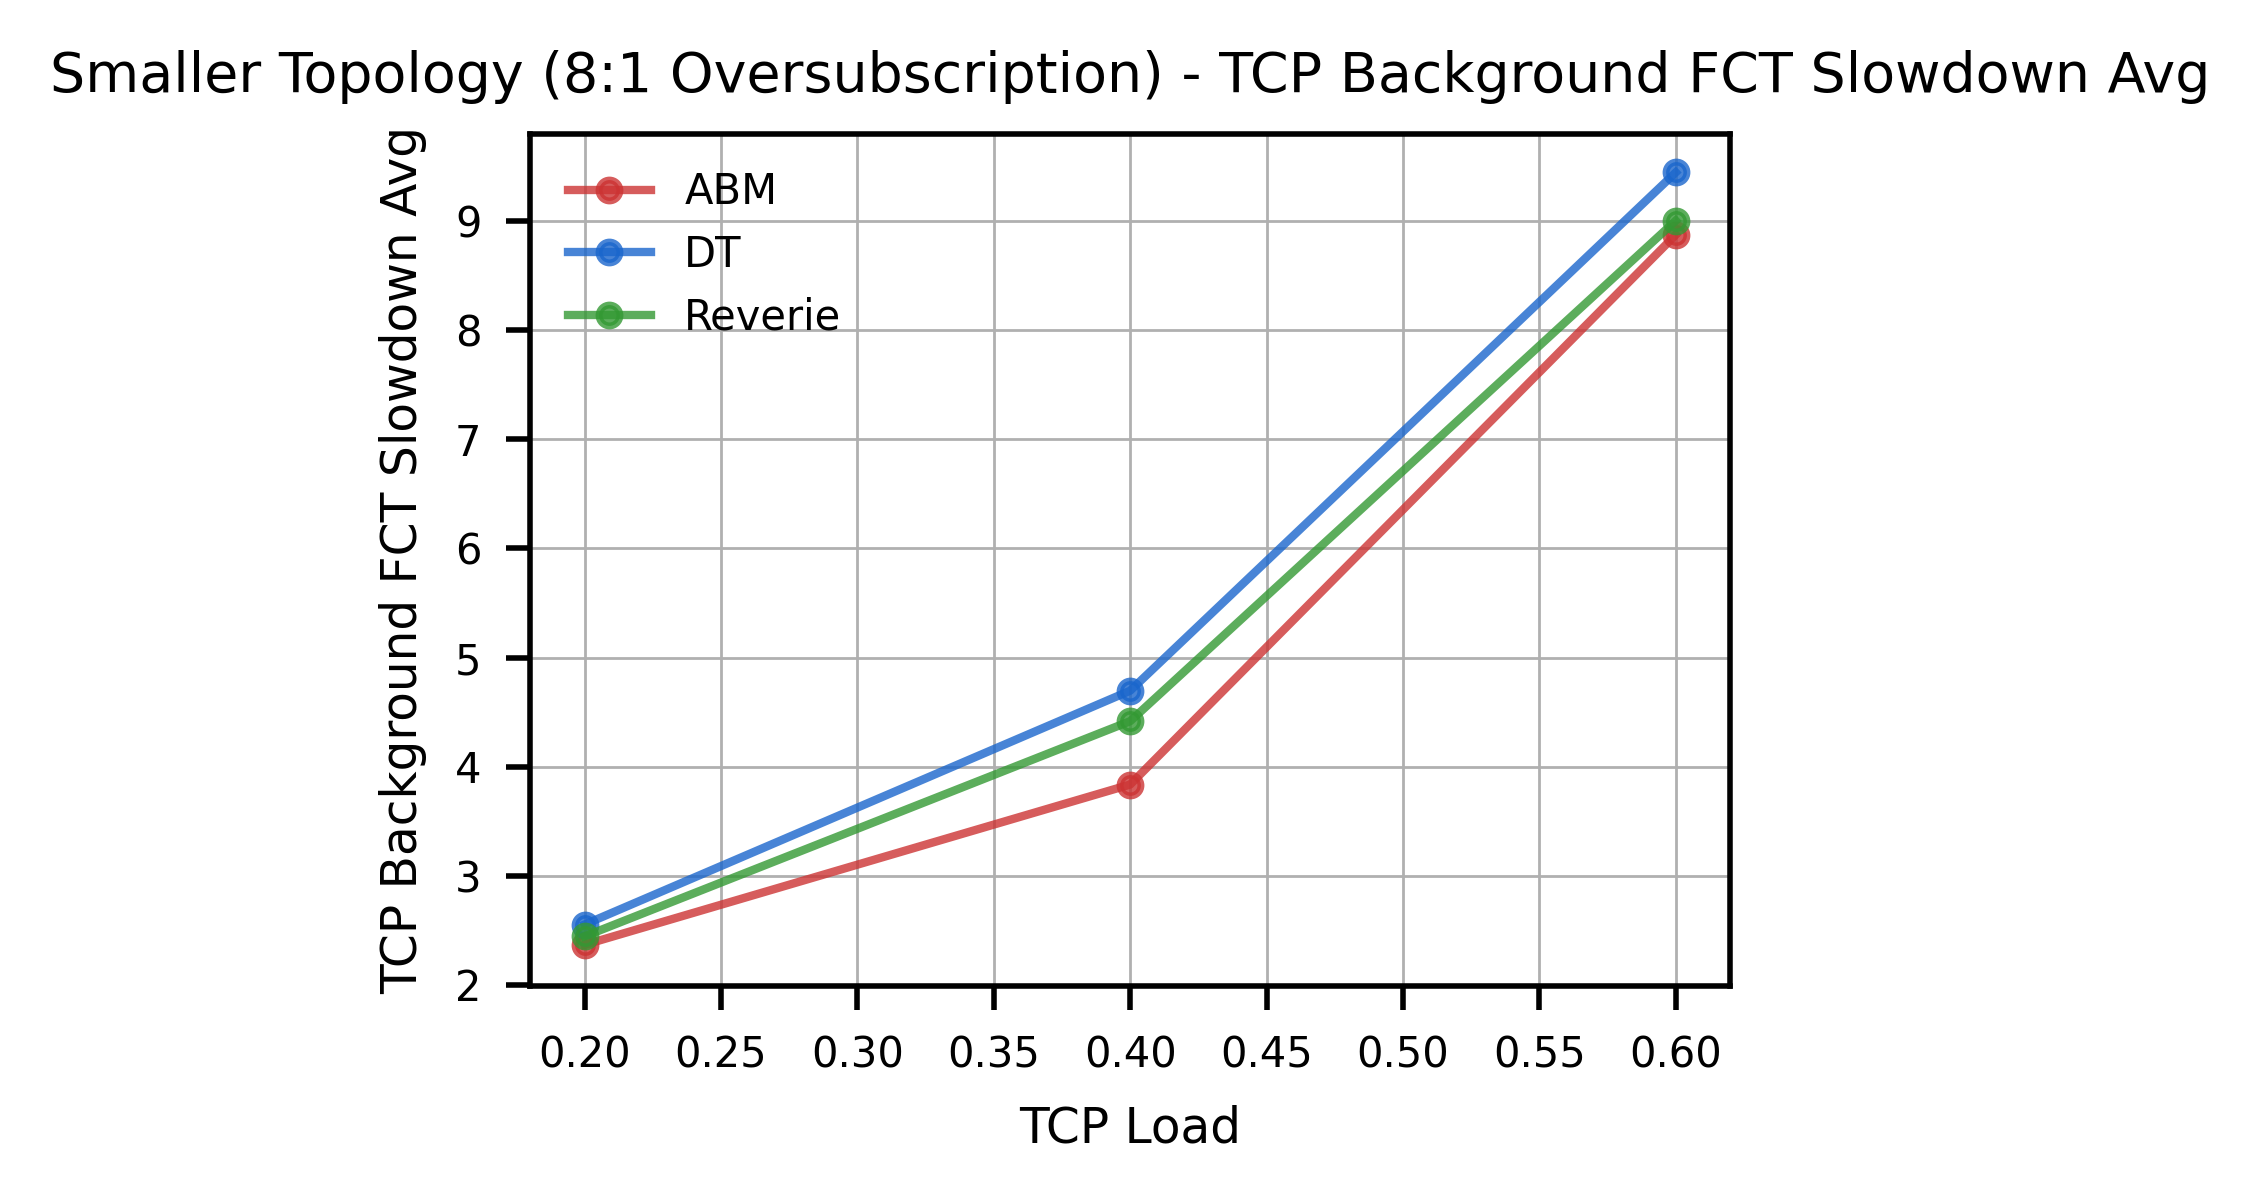 Smaller Topology (8:1 Oversubscription) - TCP Background FCT Slowdown Avg
TCP Background FCT Slowdown Avg
ABM
DT
Reverie
9
8
7
6
5
4
3
2
0.20 0.25 0.30 0.35 0.40 0.45 0.50 0.55 0.60
TCP Load